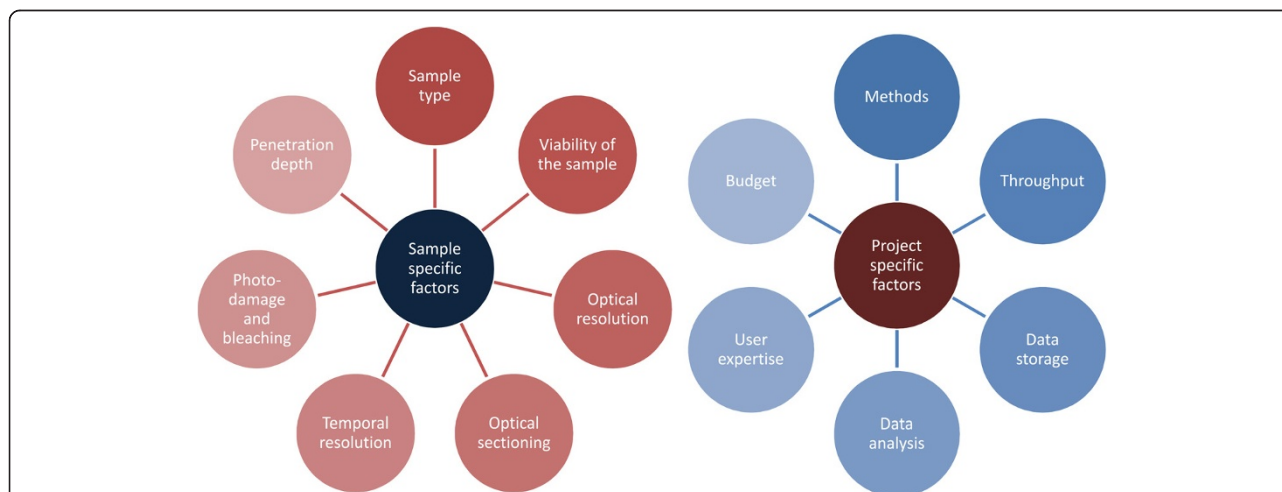 Sample
type
Viability of
the sample
Optical resolution
Optical
sectioning
Temporal
resolution
Photo-
damage
and
bleaching
Penetration
depth
Sample
specific
factors
Methods
Throughput
Data
storage
Data
analysis
User
expertise
Budget
Project
specific
factors